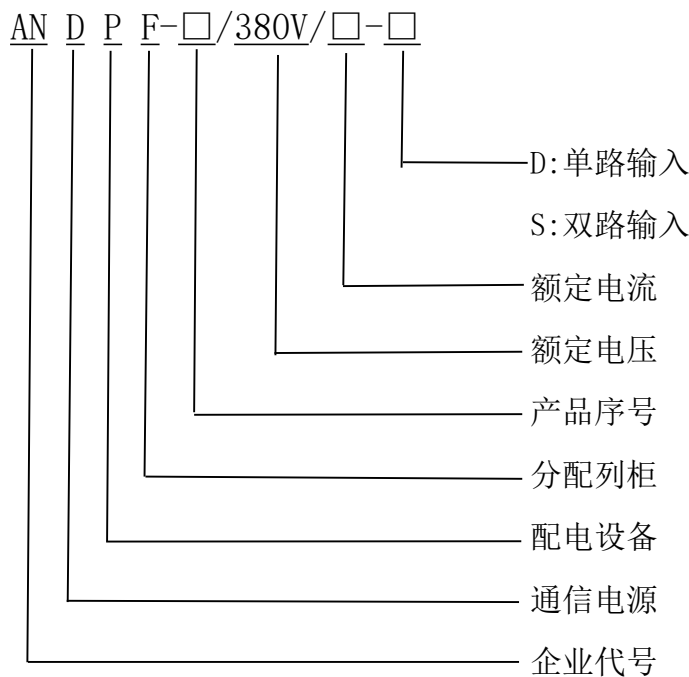 AN D P F-□/380V/□-□
D:单路输入
S:双路输入
额定电流
额定电压
产品序号
分配列柜
配电设备
通信电源
企业代号